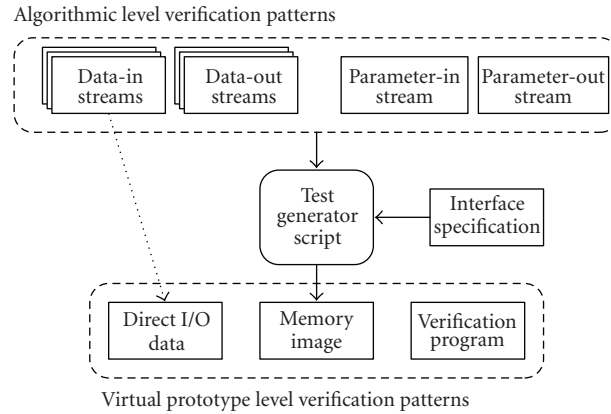 Algorithmic level verification patterns
Data-in
streams
Data-out
streams
Parameter-in
stream
Parameter-out
stream
Test
generator
script
Interface
specification
Direct I/O
data
Memory
image
Verification
program
Virtual prototype level verification patterns